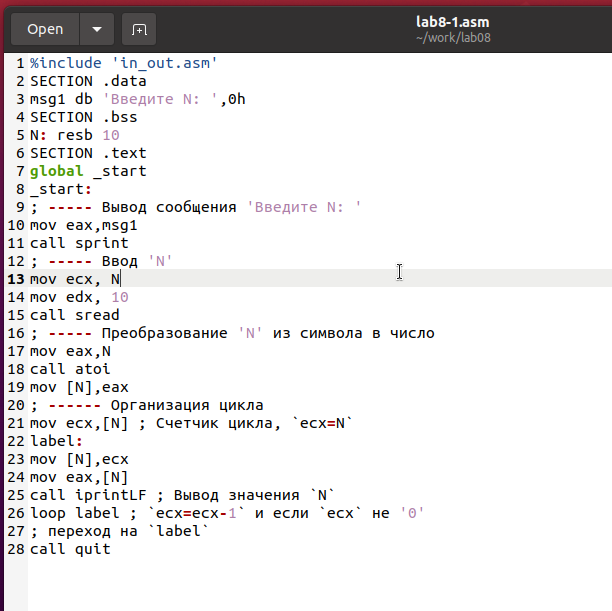 Open
lab8-1.asm
~/work/lab08
1 %include 'in_out.asm'
2 SECTION .data
3 msg1 db 'Введите N: ',0h
4 SECTION .bss
5 N: resb 10
6 SECTION .text
7 global _start
8 _start:
9 ; ----- Вывод сообщения 'Введите N: '
10 mov eax,msg1
11 call sprint
12 ; ----- Ввод 'N'
13 mov ecx, N
14 mov edx, 10
15 call sread
16 ; ----- Преобразование 'N' из символа в число
17 mov eax,N
18 call atoi
19 mov [N],eax
20 ; ------ Организация цикла
21 mov ecx,[N] ; Счетчик цикла, `ecx=N`
22 label:
23 mov [N],ecx
24 mov eax,[N]
25 call iprintLF ; Вывод значения `N`
26 loop label ; `ecx=ecx-1` и если `ecx` не '0'
27 ; переход на `label`
28 call quit